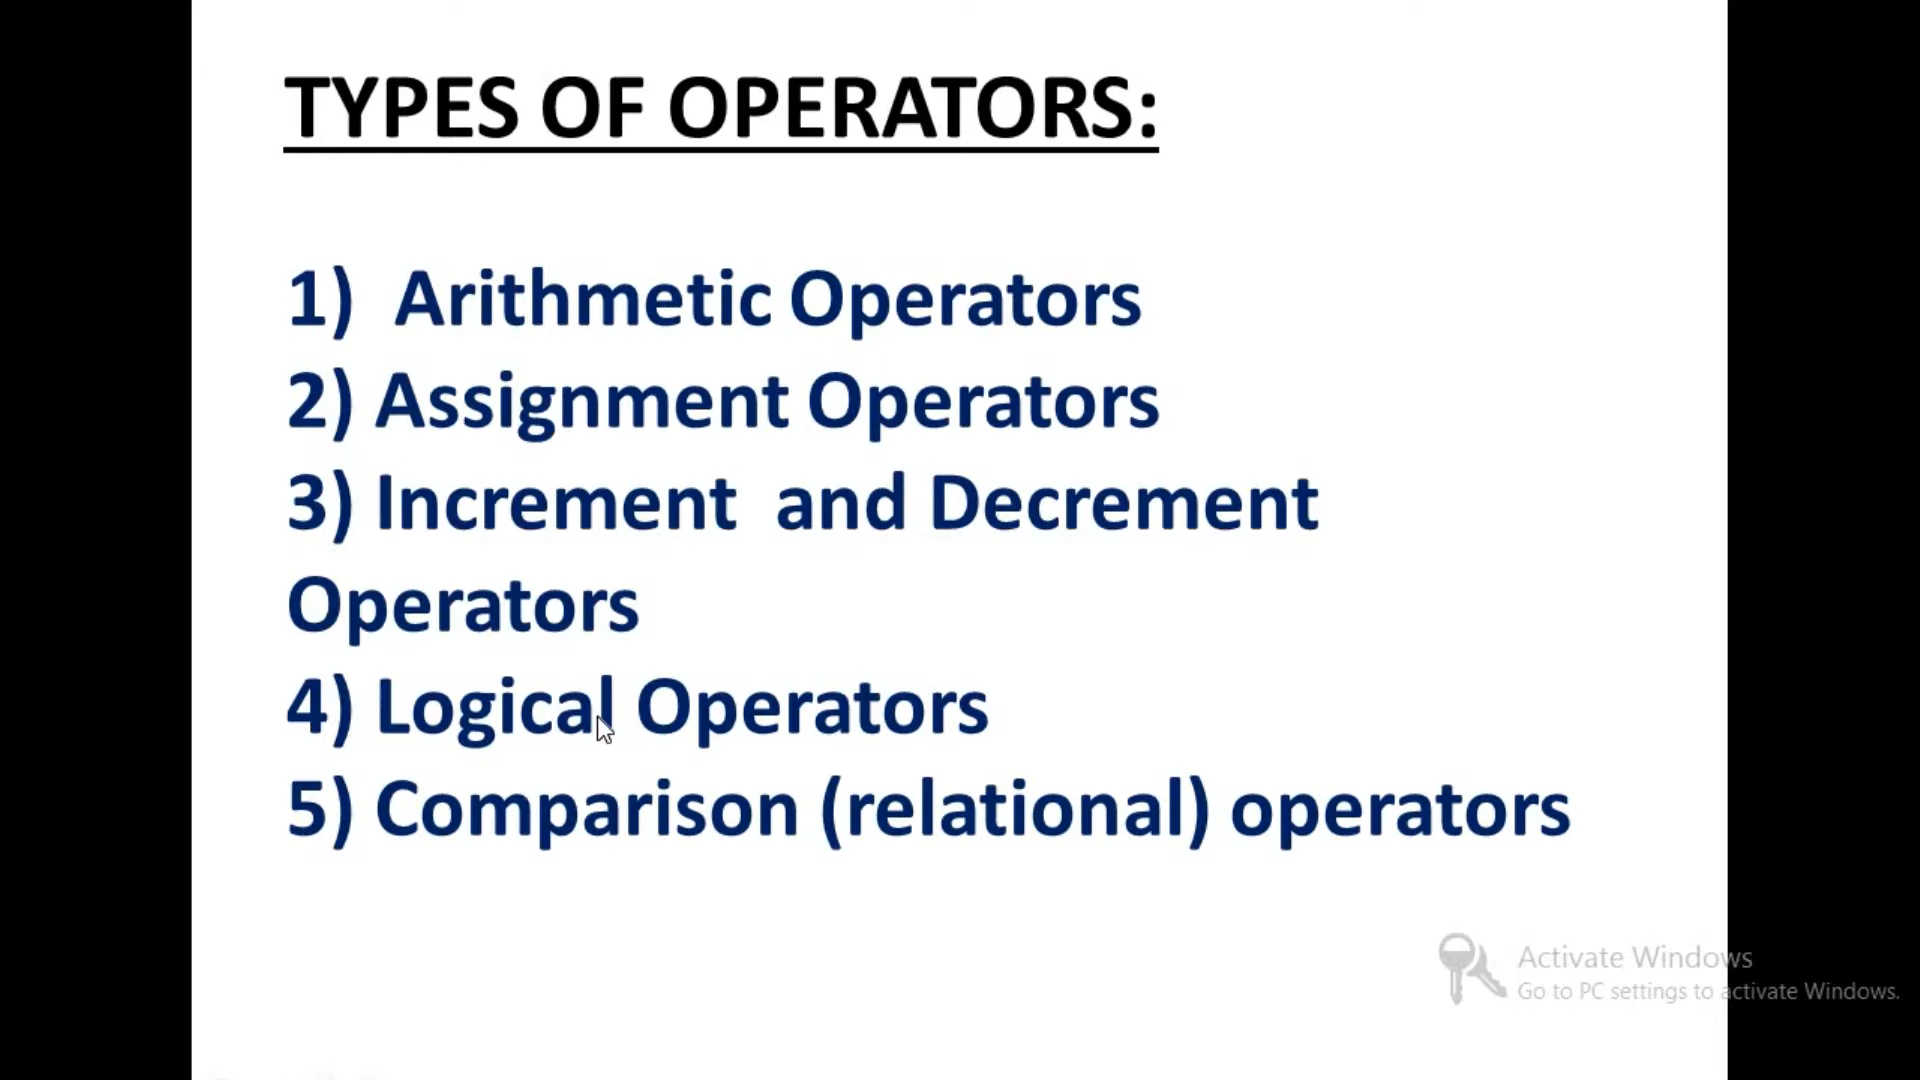 TYPES OF OPERATORS:
1) Arithmetic Operators
2) Assignment Operators
3) Increment and Decrement
Operators
4) Logical Operators
5) Comparison (relational) operators
Activate Windows
Go to PC settings to activate Windows.